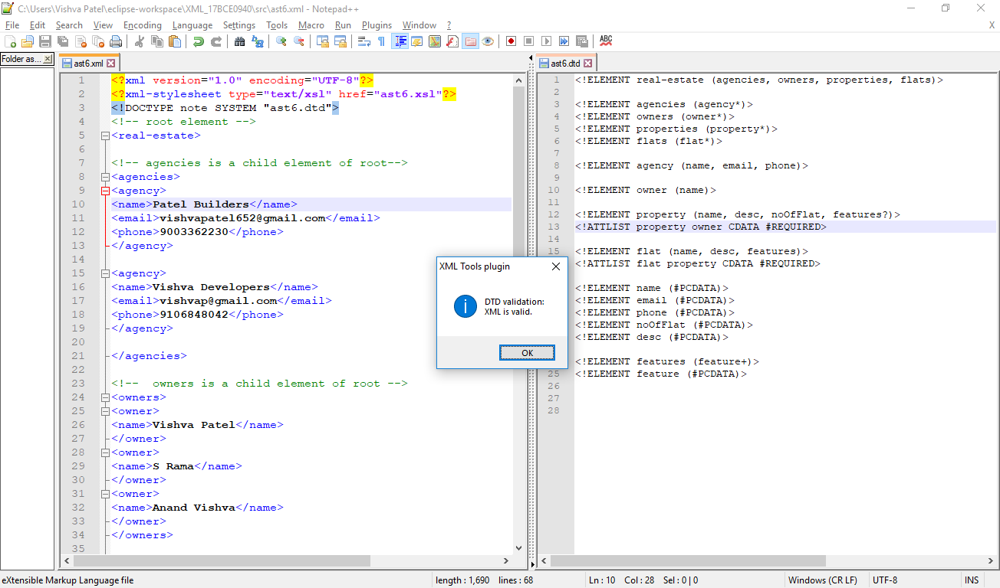 C:\Users\Vishva Patel\eclipse-workspace\XML_17BCE0940\src\ast6.xml - Notepad++
File Edit Search View Encoding Language Settings Tools Macro Run Plugins Window ? X
ABC
Folder as...
ast6.xml
1 <?xml version="1.0" encoding="UTF-8"?>
2 <?xml-stylesheet type="text/xsl" href="ast6.xsl"?>
3 <!DOCTYPE note SYSTEM "ast6.dtd">
4 <!-- root element -->
5 <real-estate>
6
7 <!-- agencies is a child element of root-->
8 <agencies>
9 <agency>
10 <name>Patel Builders</name>
11 <email>vishvapatel652@gmail.com</email>
12 <phone>9003362230</phone>
13 </agency>
14
15 <agency>
16 <name>Vishva Developers</name>
17 <email>vishvap@gmail.com</email>
18 <phone>9106848042</phone>
19 </agency>
20
21 </agencies>
22
23 <!--  owners is a child element of root -->
24 <owners>
25 <owner>
26 <name>Vishva Patel</name>
27 </owner>
28 <owner>
29 <name>S Rama</name>
30 </owner>
31 <owner>
32 <name>Anand Vishva</name>
33 </owner>
34 </owners>
35
ast6.dtd
1 <!ELEMENT real-estate (agencies, owners, properties, flats)>
2
3 <!ELEMENT agencies (agency*)>
4 <!ELEMENT owners (owner*)>
5 <!ELEMENT properties (property*)>
6 <!ELEMENT flats (flat*)>
7
8 <!ELEMENT agency (name, email, phone)>
9
10 <!ELEMENT owner (name)>
11
12 <!ELEMENT property (name, desc, noOfFlat, features?)>
13 <!ATTLIST property owner CDATA #REQUIRED>
14
15 <!ELEMENT flat (name, desc, features)>
<!ATTLIST flat property CDATA #REQUIRED>
<!ELEMENT name (#PCDATA)>
<!ELEMENT email (#PCDATA)>
<!ELEMENT phone (#PCDATA)>
<!ELEMENT noOfFlat (#PCDATA)>
<!ELEMENT desc (#PCDATA)>
<!ELEMENT features (feature+)>
25 <!ELEMENT feature (#PCDATA)>
26
27
28
XML Tools plugin
DTD validation:
XML is valid.
OK
eXtensible Markup Language file length : 1,690 lines : 68 Ln : 10 Col : 28 Sel : 0 | 0 Windows (CR LF) UTF-8 INS